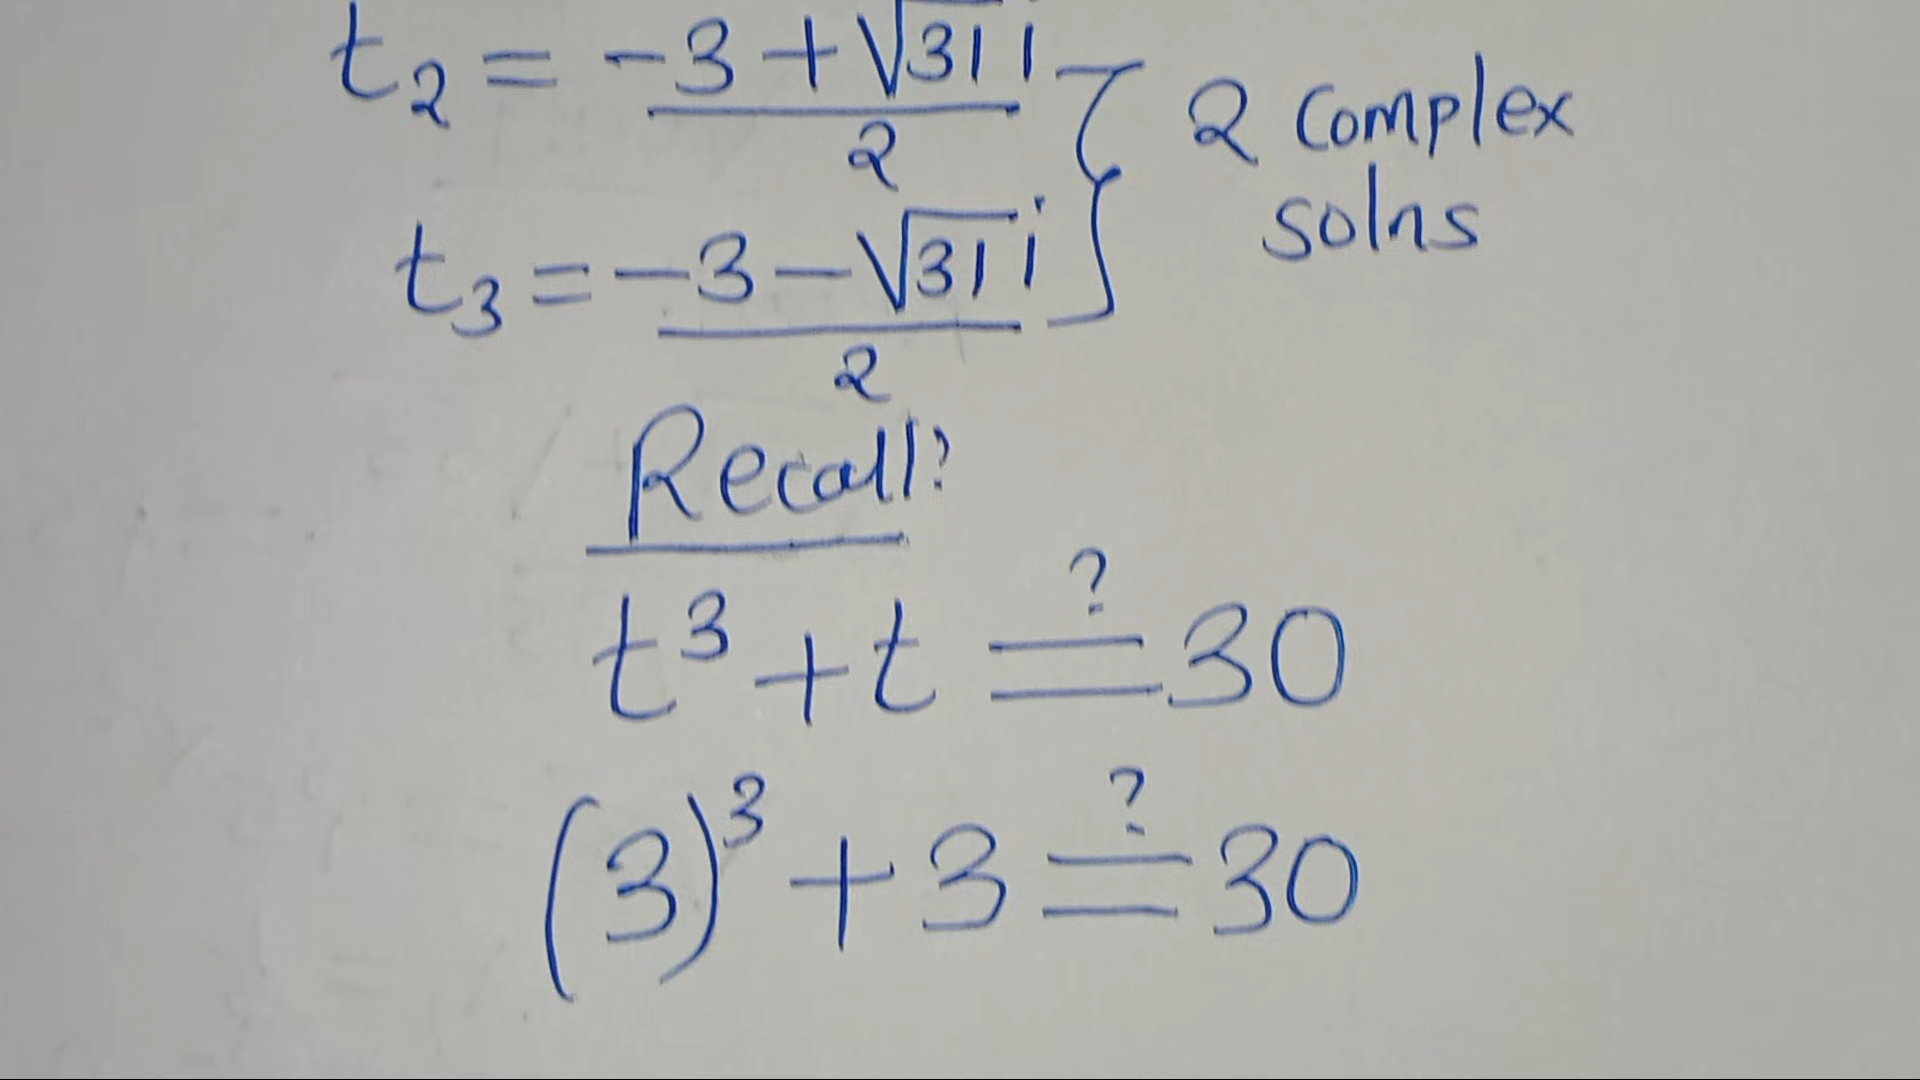 t₂ = (-3 + √31 i)/2 } 2 complex
t₃ = (-3 - √31 i)/2 } solns
Recall:
t³ + t ≟ 30
(3)³ + 3 ≟ 30